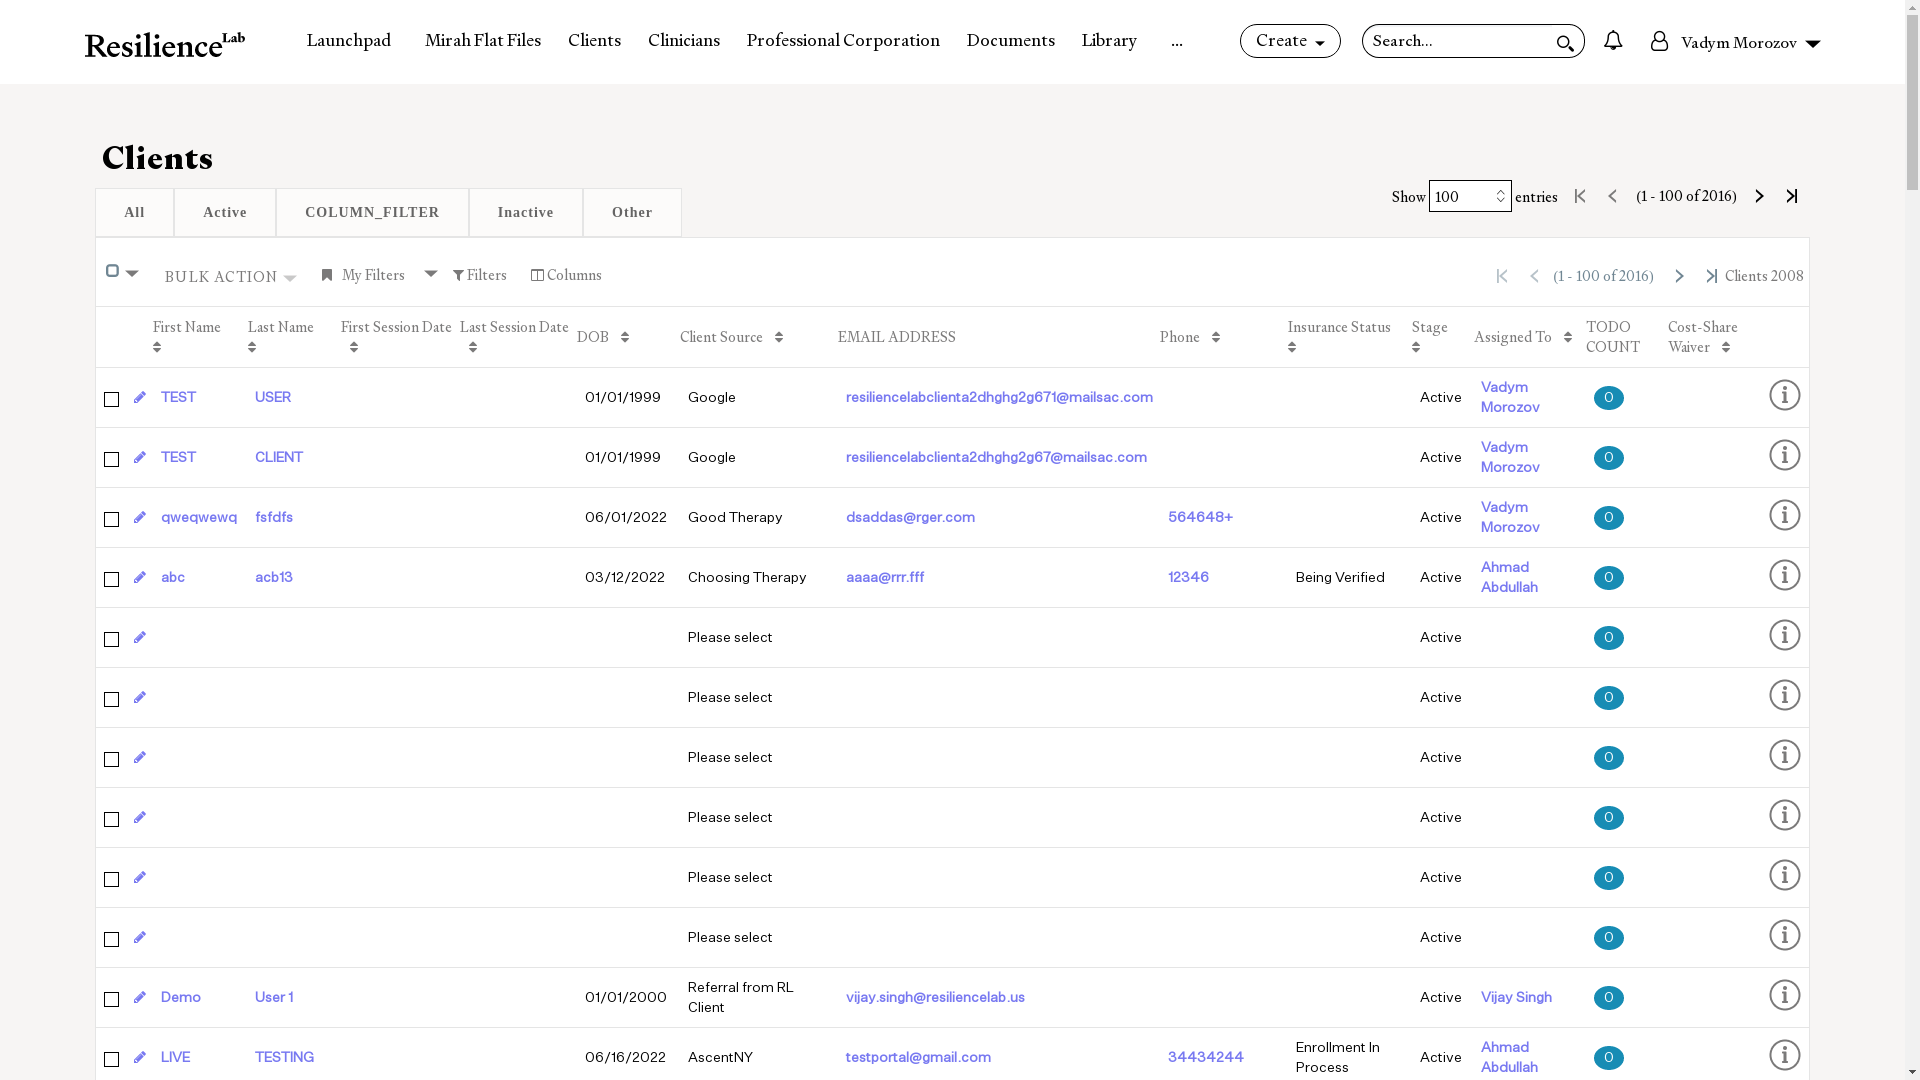 ResilienceLab Launchpad Mirah Flat Files Clients Clinicians Professional Corporation Documents Library ... Create Search... Vadym Morozov
Clients
Show 100 entries (1 - 100 of 2016)
All Active COLUMN_FILTER Inactive Other
BULK ACTION My Filters Filters Columns (1 - 100 of 2016) Clients 2008
First Name Last Name First Session Date Last Session Date DOB Client Source EMAIL ADDRESS Phone Insurance Status Stage Assigned To TODO COUNT Cost-Share Waiver
TEST USER 01/01/1999 Google resiliencelabclienta2dhghg2g671@mailsac.com Active Vadym Morozov 0
TEST CLIENT 01/01/1999 Google resiliencelabclienta2dhghg2g67@mailsac.com Active Vadym Morozov 0
qweqwewq fsfdfs 06/01/2022 Good Therapy dsaddas@rger.com 564648+ Active Vadym Morozov 0
abc acb13 03/12/2022 Choosing Therapy aaaa@rrr.fff 12346 Being Verified Active Ahmad Abdullah 0
Please select Active 0
Please select Active 0
Please select Active 0
Please select Active 0
Please select Active 0
Please select Active 0
Demo User 1 01/01/2000 Referral from RL Client vijay.singh@resiliencelab.us Active Vijay Singh 0
LIVE TESTING 06/16/2022 AscentNY testportal@gmail.com 34434244 Enrollment In Process Active Ahmad Abdullah 0